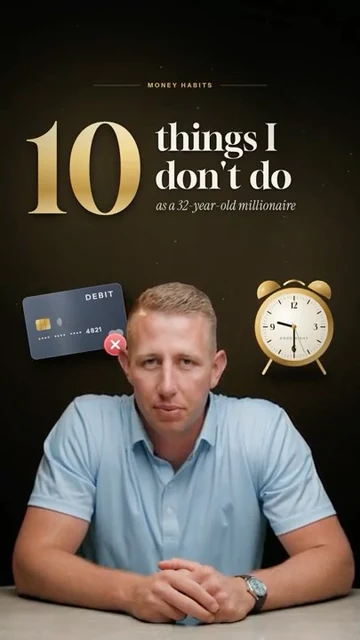 MONEY HABITS
10 things I
don't do
as a 32-year-old millionaire
DEBIT
4821
12
3
6
9